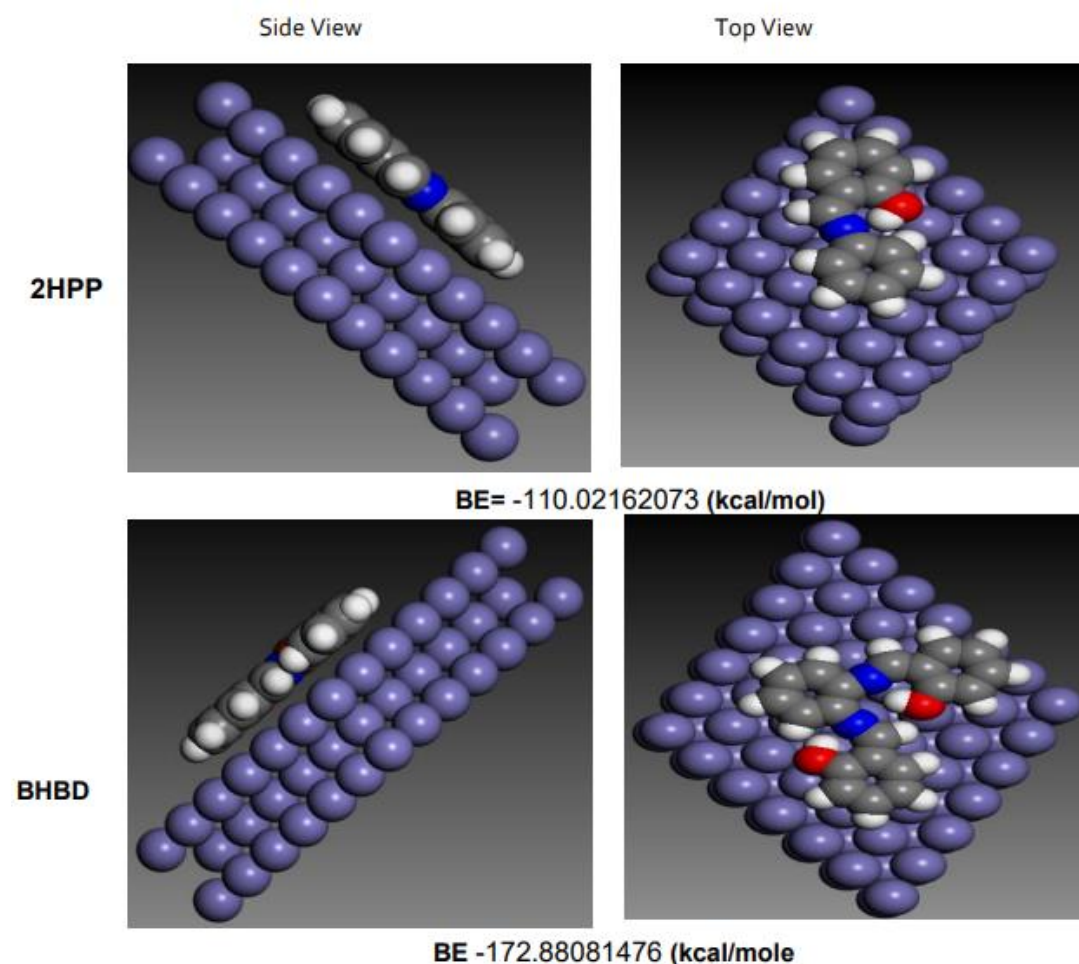 Side View
Top View
2HPP
BE= -110.02162073 (kcal/mol)
BHBD
BE -172.88081476 (kcal/mole